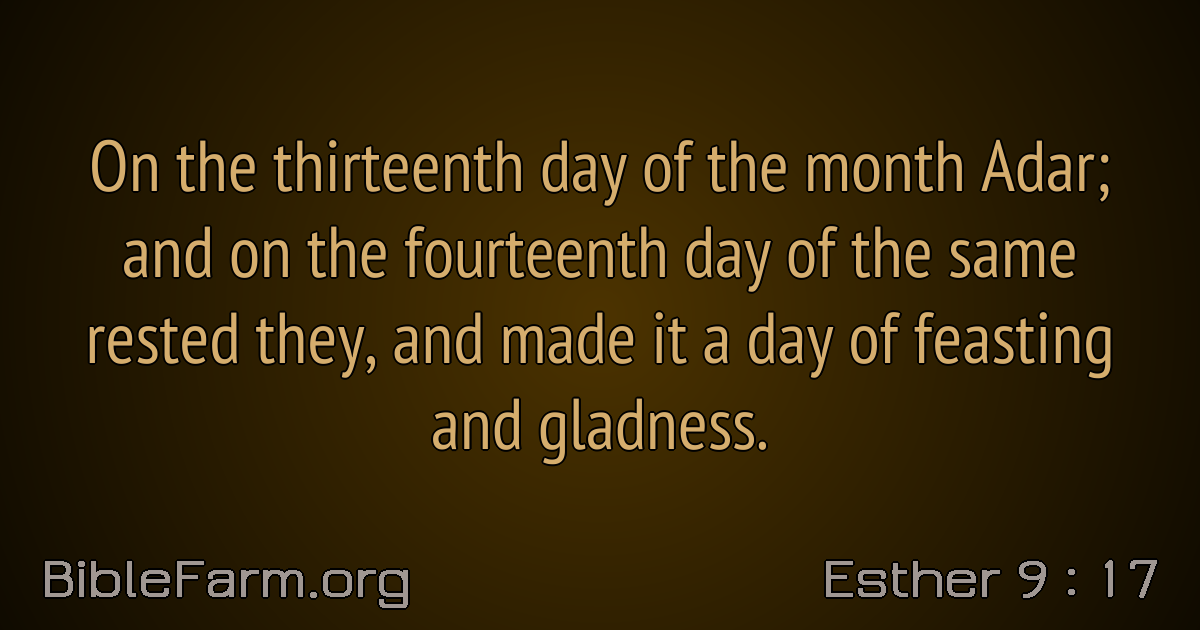 On the thirteenth day of the month Adar;
and on the fourteenth day of the same
rested they, and made it a day of feasting
and gladness.
BibleFarm.org
Esther 9 : 17